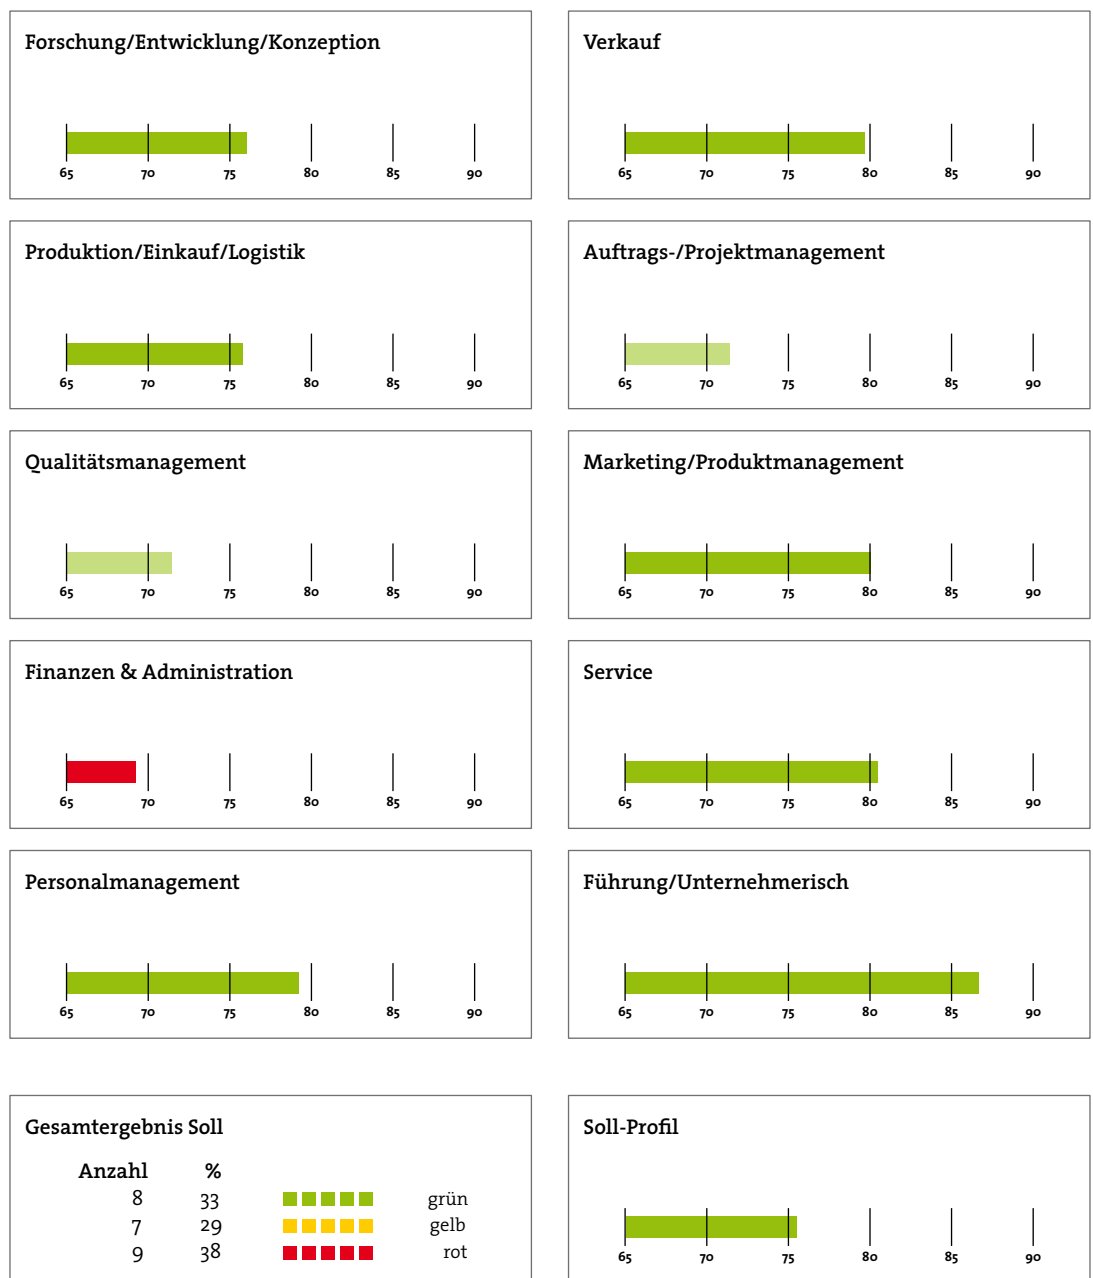 Forschung/Entwicklung/Konzeption
65 70 75 80 85 90
Verkauf
65 70 75 80 85 90
Produktion/Einkauf/Logistik
65 70 75 80 85 90
Auftrags-/Projektmanagement
65 70 75 80 85 90
Qualitätsmanagement
65 70 75 80 85 90
Marketing/Produktmanagement
65 70 75 80 85 90
Finanzen & Administration
65 70 75 80 85 90
Service
65 70 75 80 85 90
Personalmanagement
65 70 75 80 85 90
Führung/Unternehmerisch
65 70 75 80 85 90
Gesamtergebnis Soll
Anzahl %
8 33 grün
7 29 gelb
9 38 rot
Soll-Profil
65 70 75 80 85 90